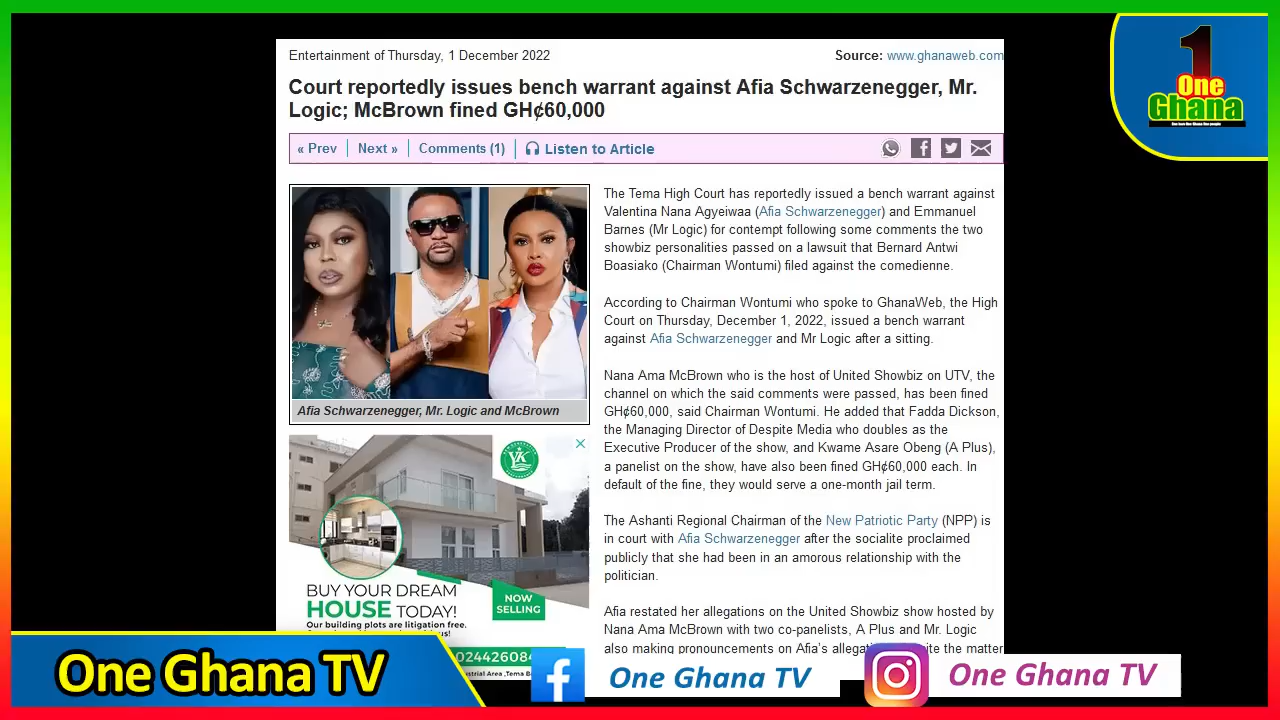 Entertainment of Thursday, 1 December 2022
Source: www.ghanaweb.com
1
One
Ghana
Court reportedly issues bench warrant against Afia Schwarzenegger, Mr.
Logic; McBrown fined GH¢60,000
« Prev
Next »
Comments (1)
Listen to Article
Afia Schwarzenegger, Mr. Logic and McBrown
The Tema High Court has reportedly issued a bench warrant against
Valentina Nana Agyeiwaa (Afia Schwarzenegger) and Emmanuel
Barnes (Mr Logic) for contempt following some comments the two
showbiz personalities passed on a lawsuit that Bernard Antwi
Boasiako (Chairman Wontumi) filed against the comedienne.
According to Chairman Wontumi who spoke to GhanaWeb, the High
Court on Thursday, December 1, 2022, issued a bench warrant
against Afia Schwarzenegger and Mr Logic after a sitting.
Nana Ama McBrown who is the host of United Showbiz on UTV, the
channel on which the said comments were passed, has been fined
GH¢60,000, said Chairman Wontumi. He added that Fadda Dickson,
the Managing Director of Despite Media who doubles as the
Executive Producer of the show, and Kwame Asare Obeng (A Plus),
a panelist on the show, have also been fined GH¢60,000 each. In
default of the fine, they would serve a one-month jail term.
The Ashanti Regional Chairman of the New Patriotic Party (NPP) is
in court with Afia Schwarzenegger after the socialite proclaimed
publicly that she had been in an amorous relationship with the
politician.
Afia restated her allegations on the United Showbiz show hosted by
Nana Ama McBrown with two co-panelists, A Plus and Mr. Logic
also making pronouncements on Afia's the matter
YK
BUY YOUR DREAM
HOUSE TODAY!
Our building plots are litigation free.
NOW
SELLING
024426084
One Ghana TV
One Ghana TV
One Ghana TV